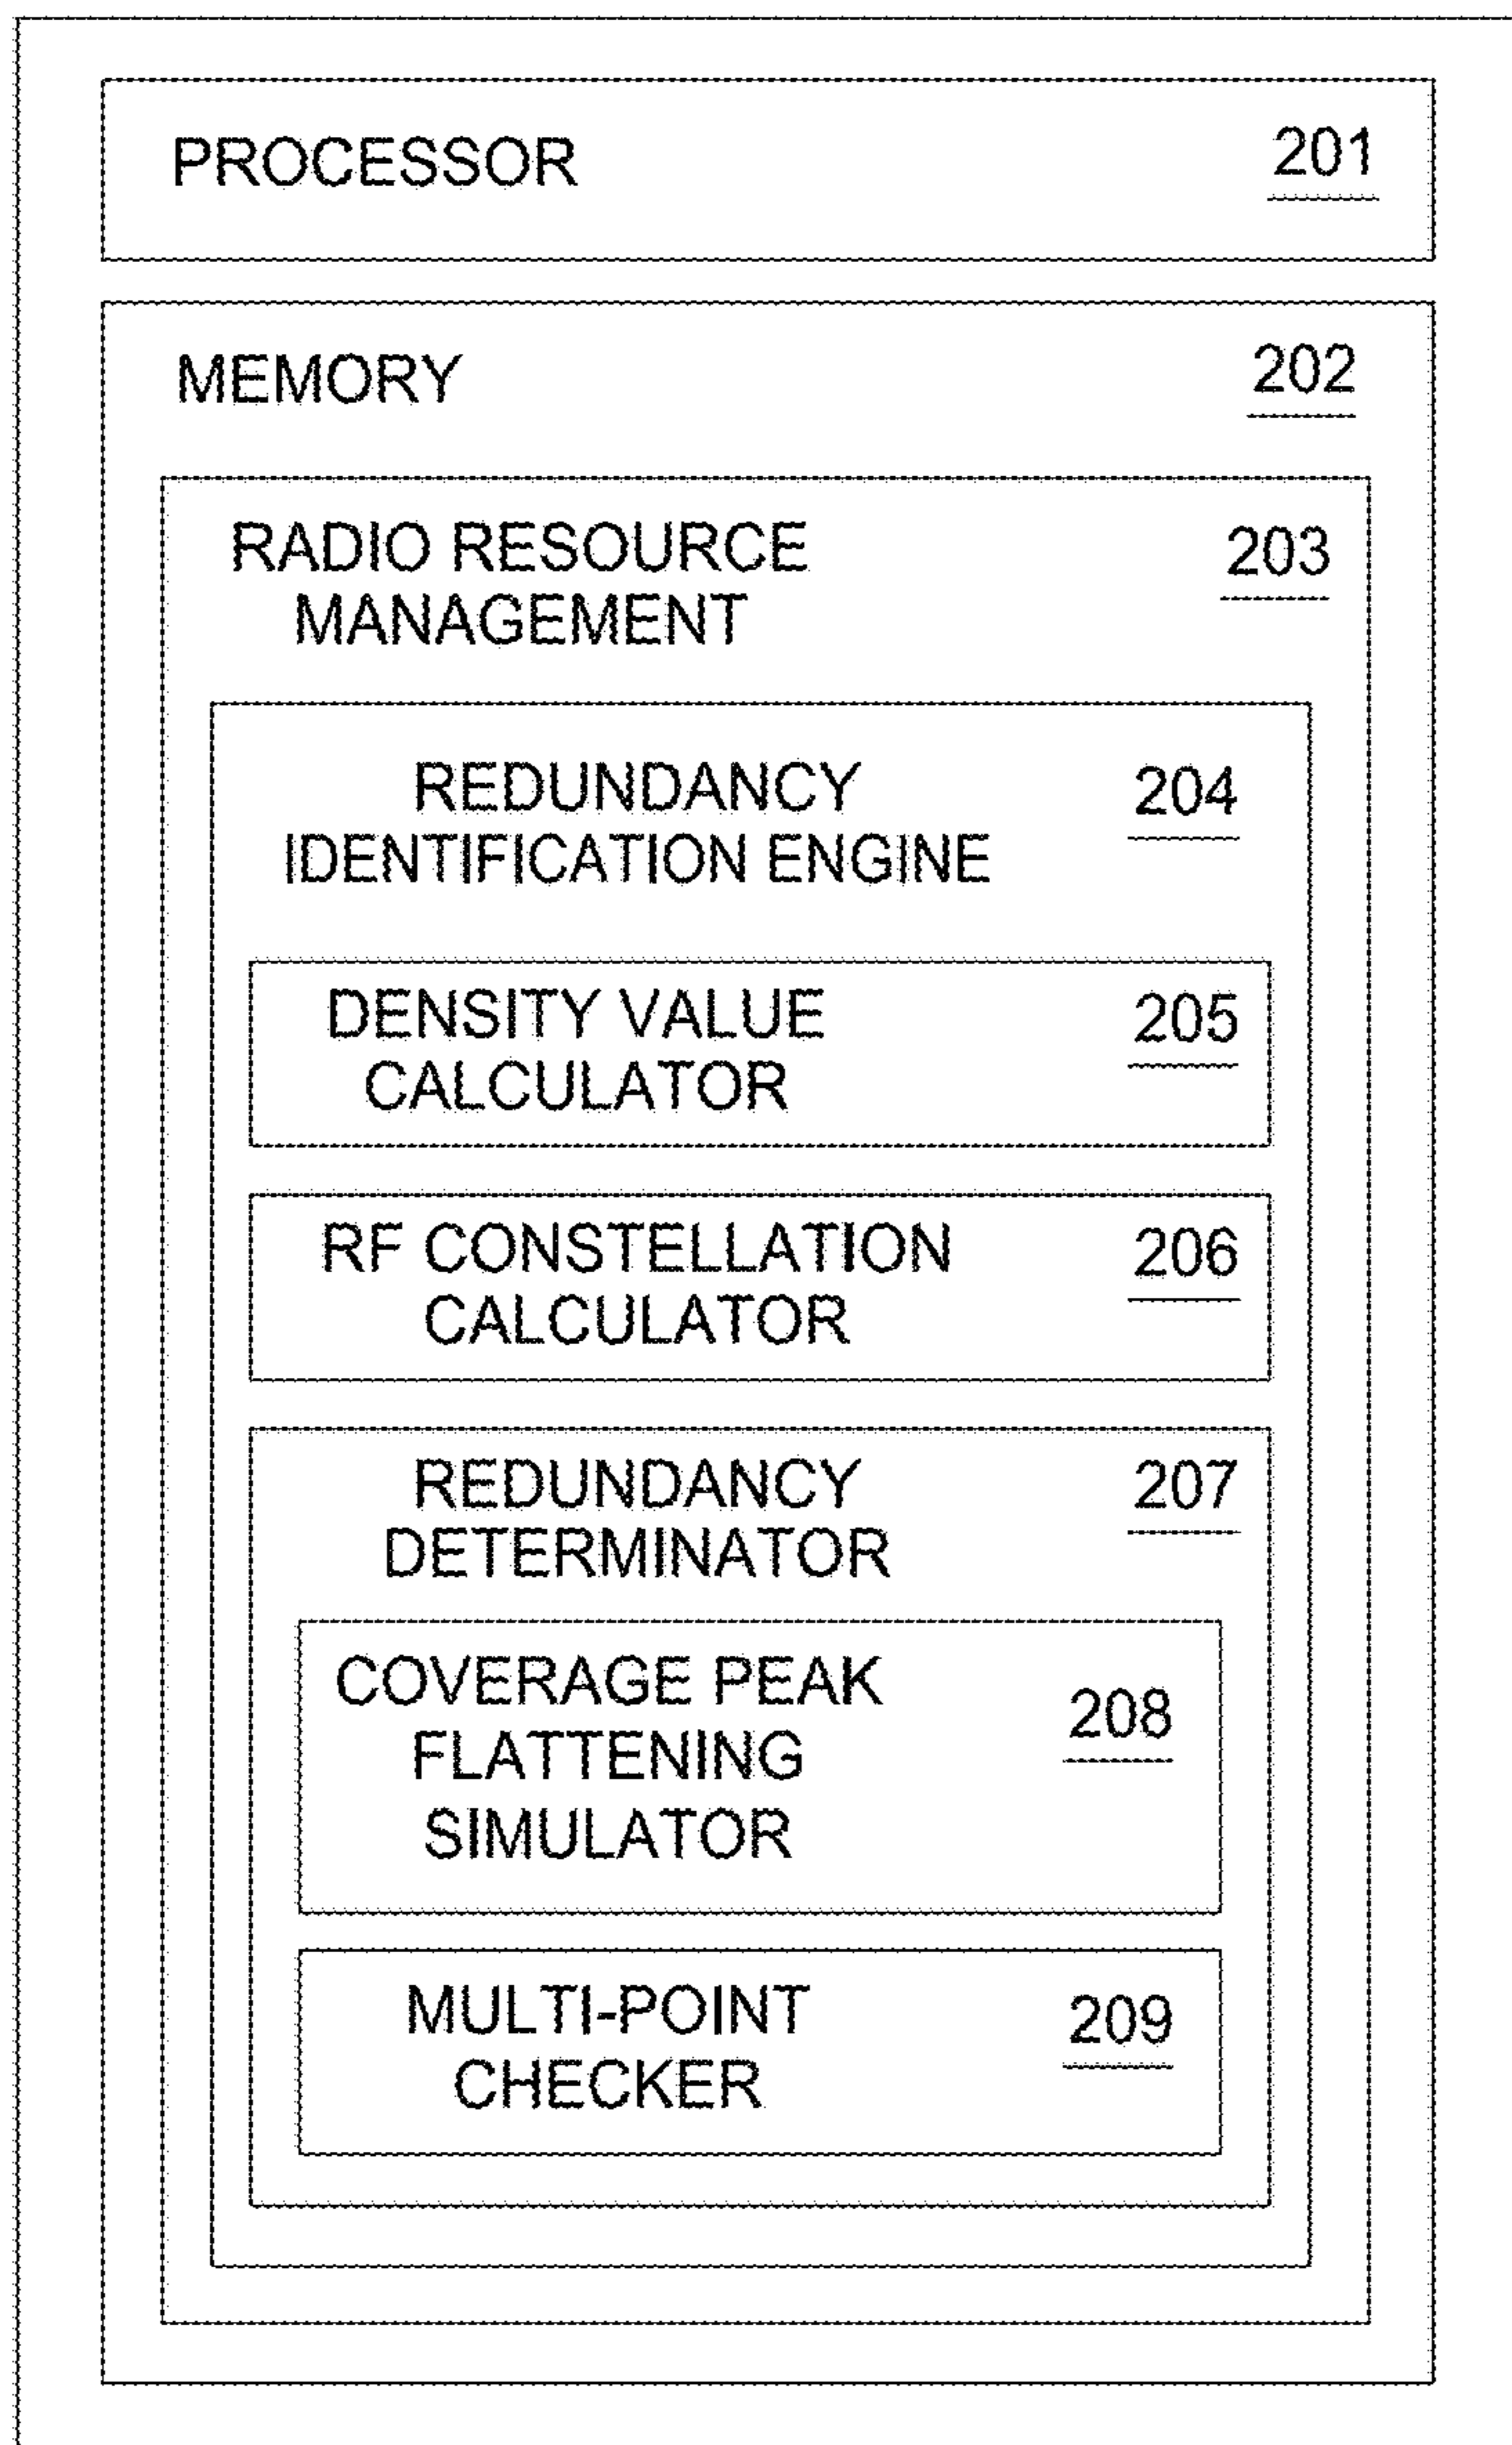 PROCESSOR 201
MEMORY 202
RADIO RESOURCE 203
MANAGEMENT
REDUNDANCY 204
IDENTIFICATION ENGINE
DENSITY VALUE 205
CALCULATOR
RF CONSTELLATION 206
CALCULATOR
REDUNDANCY 207
DETERMINATOR
COVERAGE PEAK 208
FLATTENING
SIMULATOR
MULTI-POINT 209
CHECKER